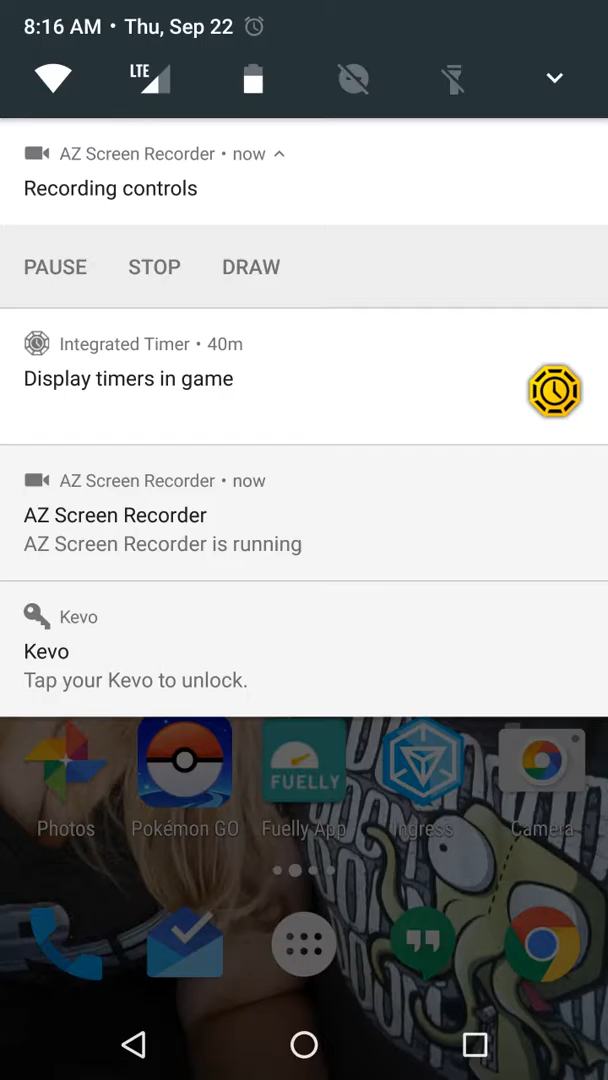 8:16 AM • Thu, Sep 22
LTE
AZ Screen Recorder • now
Recording controls
PAUSE STOP DRAW
Integrated Timer • 40m
Display timers in game
AZ Screen Recorder • now
AZ Screen Recorder
AZ Screen Recorder is running
Kevo
Kevo
Tap your Kevo to unlock.
FUELLY
Photos Pokémon GO Fuelly App Ingress Camera